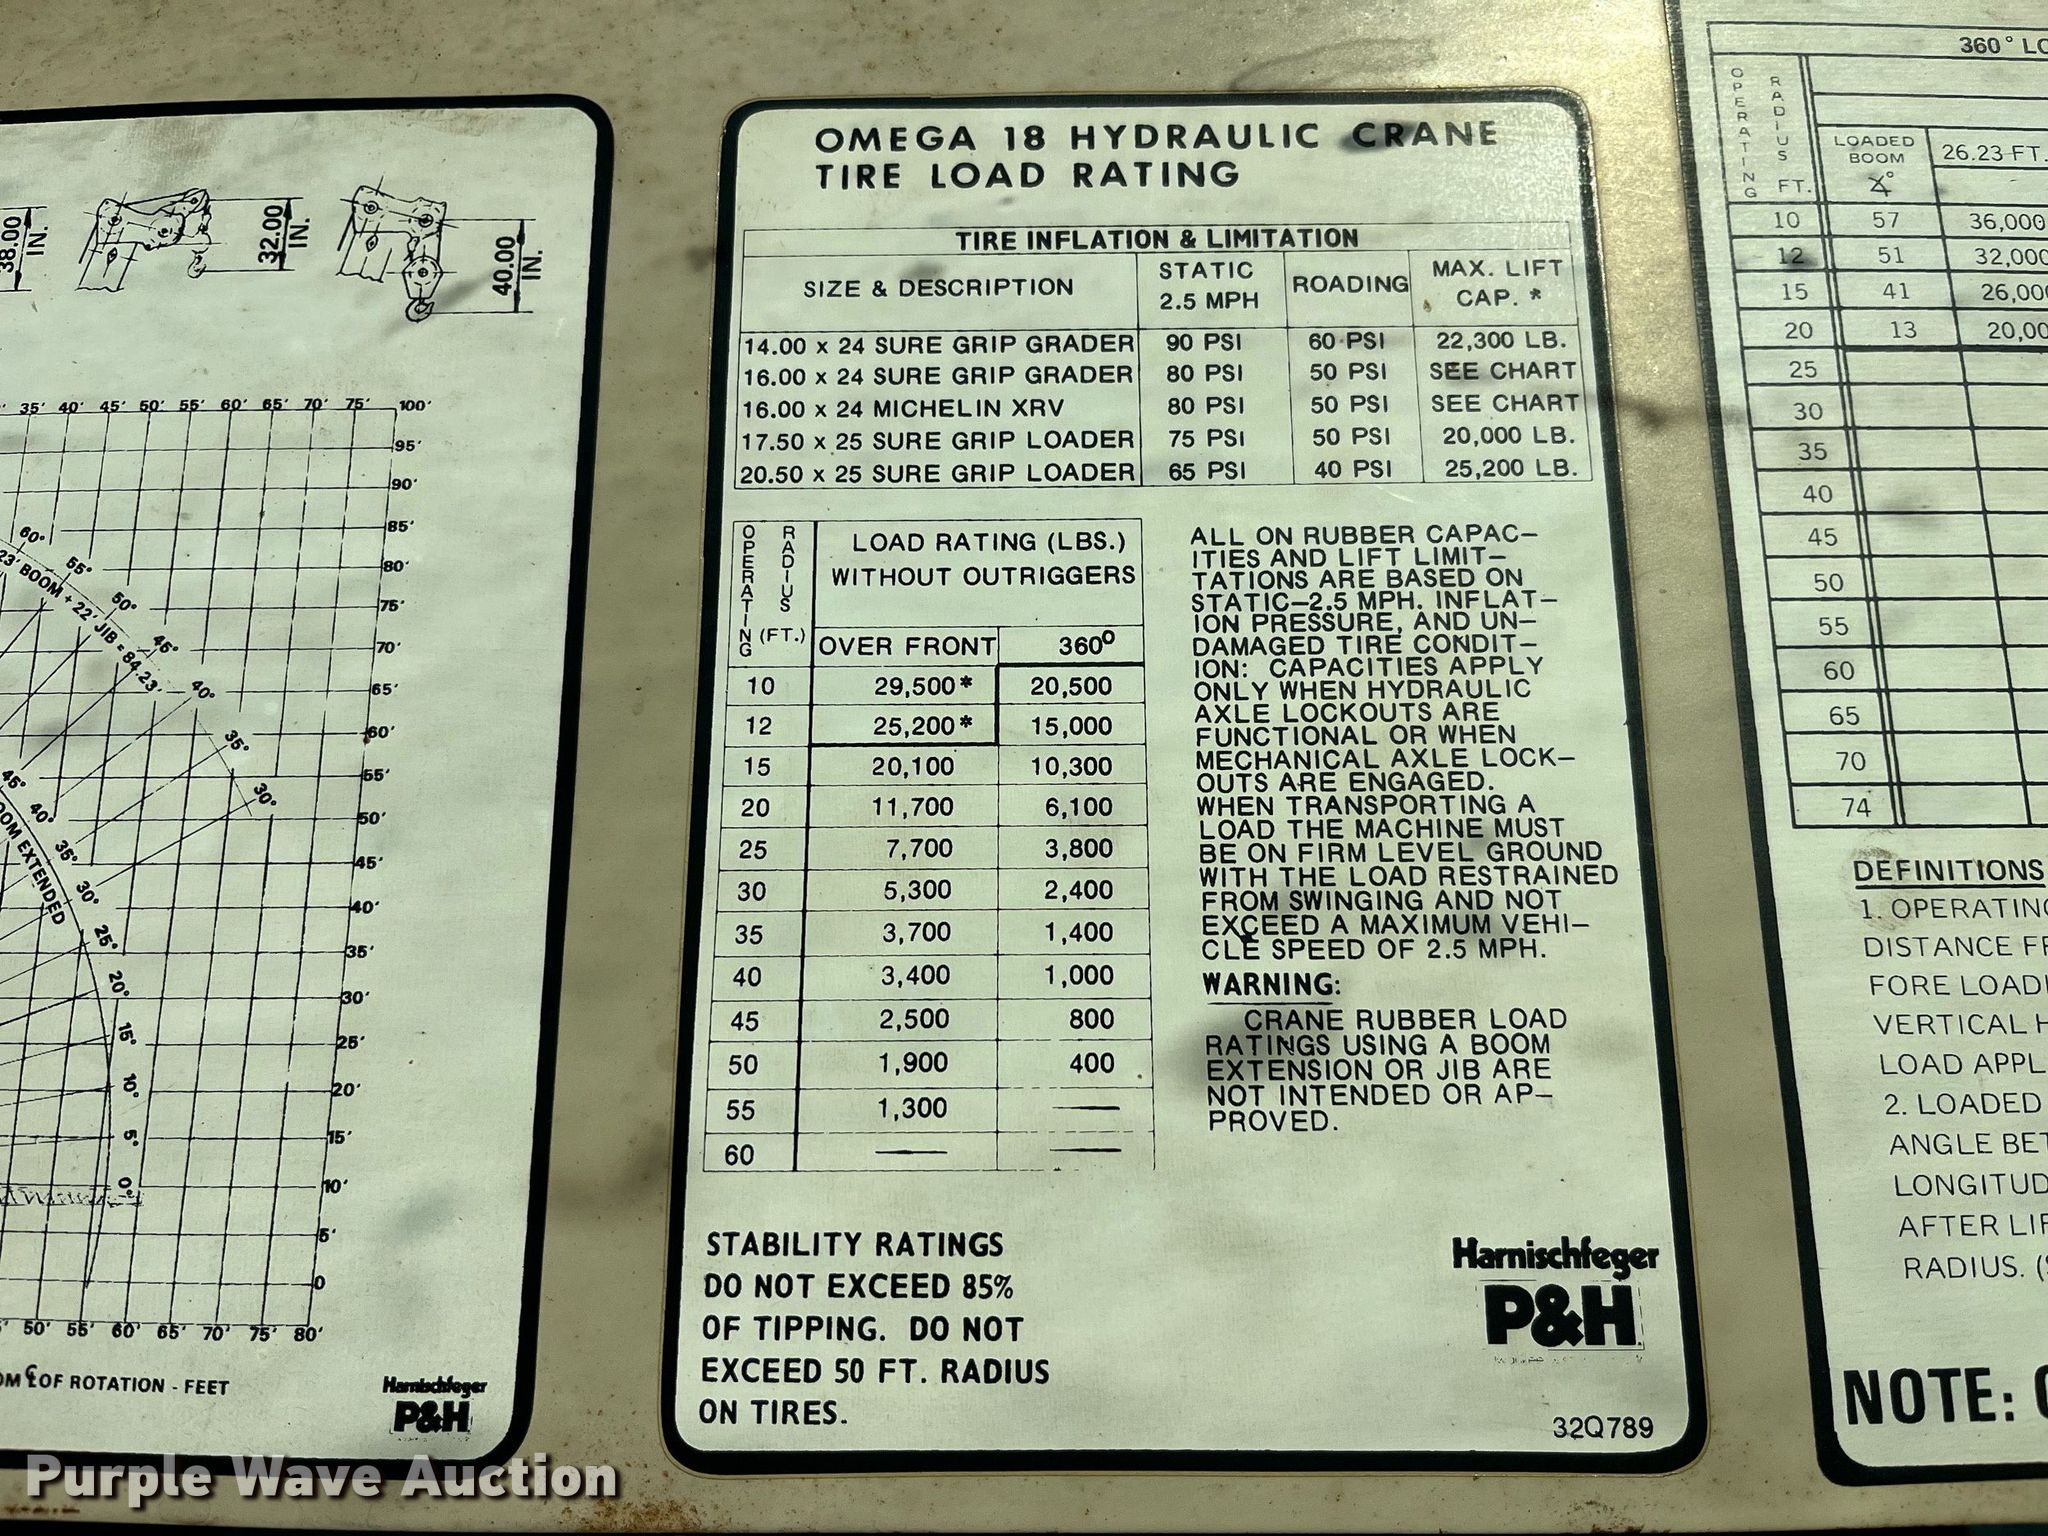 38.00 IN.
32.00 IN.
40.00 IN.
35' 40' 45' 50' 55' 60' 65' 70' 75' 100'
95'
90'
85'
80'
75'
70'
65'
60'
55'
50'
45'
40'
35'
30'
25'
20'
15'
10'
5'
0
60°
55°
50°
45°
40°
35°
30°
23' BOOM + 22' JIB = 84.23'
45°
40°
35°
30°
25°
20°
15°
10°
5°
0°
OOM EXTENDED
50' 55' 60' 65' 70' 75' 80'
OM ℄ OF ROTATION - FEET
Harnischfeger
P&H
OMEGA 18 HYDRAULIC CRANE
TIRE LOAD RATING
TIRE INFLATION & LIMITATION
SIZE & DESCRIPTION STATIC 2.5 MPH ROADING MAX. LIFT CAP. *
14.00 x 24 SURE GRIP GRADER 90 PSI 60 PSI 22,300 LB.
16.00 x 24 SURE GRIP GRADER 80 PSI 50 PSI SEE CHART
16.00 x 24 MICHELIN XRV 80 PSI 50 PSI SEE CHART
17.50 x 25 SURE GRIP LOADER 75 PSI 50 PSI 20,000 LB.
20.50 x 25 SURE GRIP LOADER 65 PSI 40 PSI 25,200 LB.
OPERATING RADIUS (FT.)
LOAD RATING (LBS.)
WITHOUT OUTRIGGERS
OVER FRONT 360°
10 29,500* 20,500
12 25,200* 15,000
15 20,100 10,300
20 11,700 6,100
25 7,700 3,800
30 5,300 2,400
35 3,700 1,400
40 3,400 1,000
45 2,500 800
50 1,900 400
55 1,300 —
60 — —
ALL ON RUBBER CAPAC–
ITIES AND LIFT LIMIT–
TATIONS ARE BASED ON
STATIC–2.5 MPH. INFLAT–
ION PRESSURE, AND UN–
DAMAGED TIRE CONDIT–
ION: CAPACITIES APPLY
ONLY WHEN HYDRAULIC
AXLE LOCKOUTS ARE
FUNCTIONAL OR WHEN
MECHANICAL AXLE LOCK–
OUTS ARE ENGAGED.
WHEN TRANSPORTING A
LOAD THE MACHINE MUST
BE ON FIRM LEVEL GROUND
WITH THE LOAD RESTRAINED
FROM SWINGING AND NOT
EXCEED A MAXIMUM VEHI–
CLE SPEED OF 2.5 MPH.
WARNING:
CRANE RUBBER LOAD
RATINGS USING A BOOM
EXTENSION OR JIB ARE
NOT INTENDED OR AP–
PROVED.
STABILITY RATINGS
DO NOT EXCEED 85%
OF TIPPING. DO NOT
EXCEED 50 FT. RADIUS
ON TIRES.
Harnischfeger
P&H
32Q789
360° LO
OPERATING RADIUS FT.
LOADED BOOM ∡° 26.23 FT.
10 57 36,000
12 51 32,000
15 41 26,00
20 13 20,00
25
30
35
40
45
50
55
60
65
70
74
DEFINITIONS
1. OPERATING
DISTANCE FR
FORE LOADI
VERTICAL H
LOAD APPL
2. LOADED
ANGLE BET
LONGITUD
AFTER LIF
RADIUS. (S
NOTE:
Purple Wave Auction